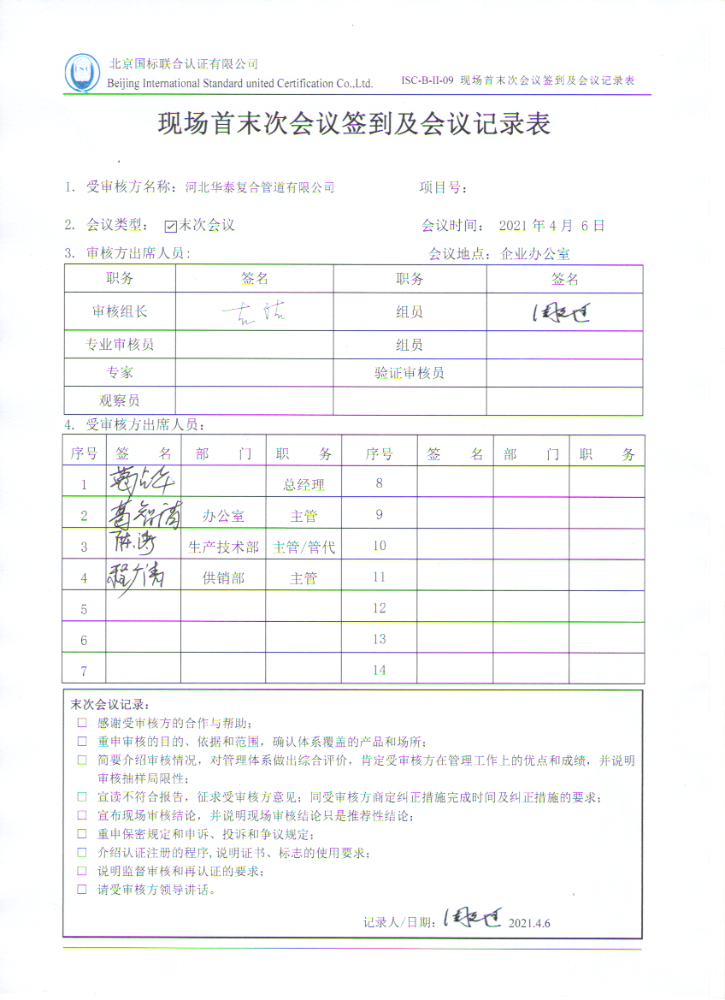 ISC
北京国标联合认证有限公司
Beijing International Standard united Certification Co.,Ltd.
ISC-B-II-09 现场首末次会议签到及会议记录表
现场首末次会议签到及会议记录表
1. 受审核方名称：河北华泰复合管道有限公司 项目号：
2. 会议类型： ☑末次会议 会议时间： 2021 年 4 月 6 日
3. 审核方出席人员： 会议地点：企业办公室
职务 签名 职务 签名
审核组长 组员
专业审核员 组员
专家 验证审核员
观察员
4. 受审核方出席人员：
序号 签 名 部 门 职 务 序号 签 名 部 门 职 务
1 总经理 8
2 葛智清 办公室 主管 9
3 陈涛 生产技术部 主管/管代 10
4 供销部 主管 11
5 12
6 13
7 14
末次会议记录：
□ 感谢受审核方的合作与帮助；
□ 重申审核的目的、依据和范围，确认体系覆盖的产品和场所；
□ 简要介绍审核情况，对管理体系做出综合评价，肯定受审核方在管理工作上的优点和成绩，并说明
审核抽样局限性；
□ 宣读不符合报告，征求受审核方意见；同受审核方商定纠正措施完成时间及纠正措施的要求；
□ 宣布现场审核结论，并说明现场审核结论只是推荐性结论；
□ 重申保密规定和申诉、投诉和争议规定；
□ 介绍认证注册的程序,说明证书、标志的使用要求；
□ 说明监督审核和再认证的要求；
□ 请受审核方领导讲话。
记录人/日期： 2021.4.6